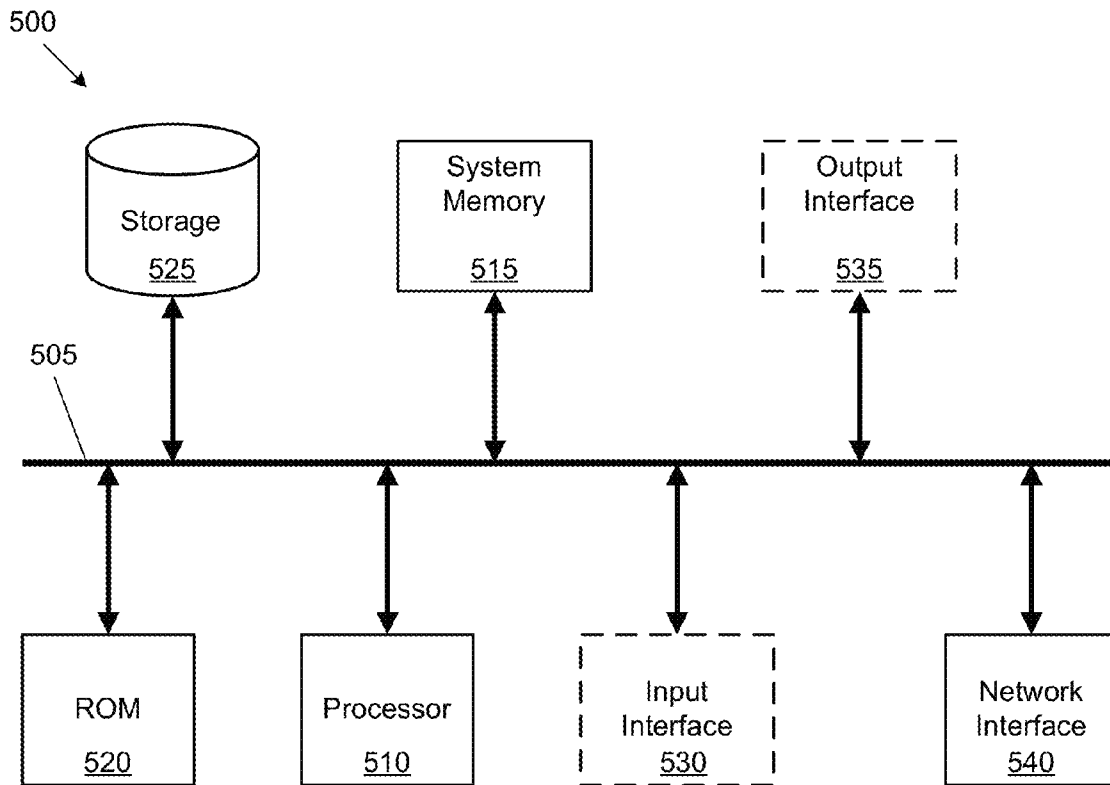 500
Storage
525
System
Memory
515
Output
Interface
535
505
ROM
520
Processor
510
Input
Interface
530
Network
Interface
540